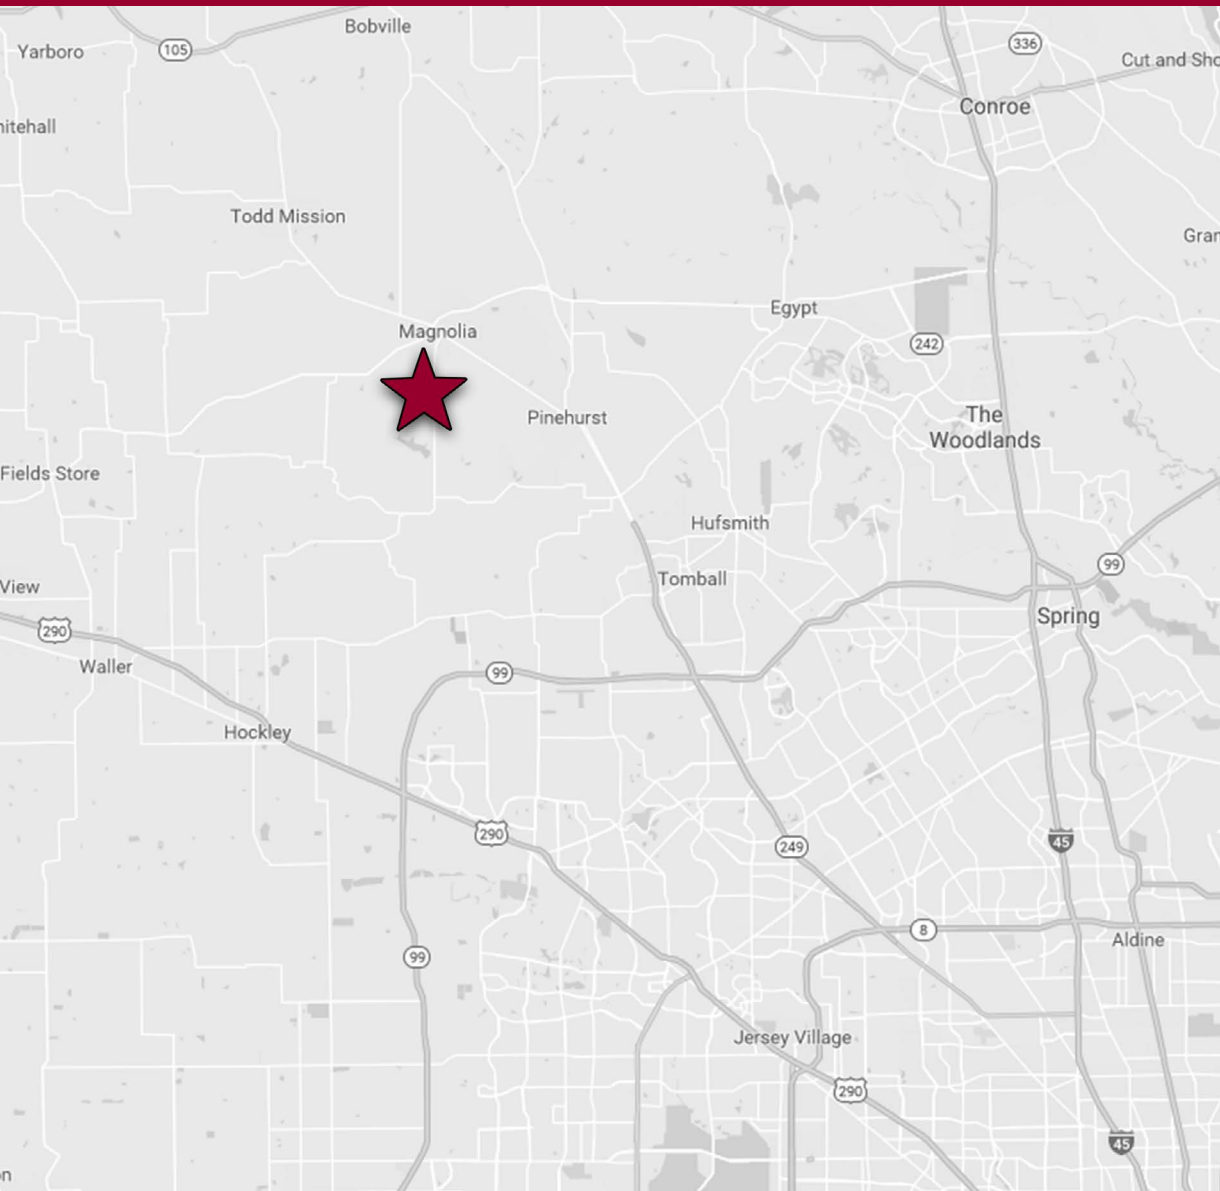 Bobville
336
Yarboro
105
Cut and Sho
Conroe
hitehall
Todd Mission
Gran
Egypt
Magnolia
242
The
Woodlands
Pinehurst
Fields Store
Hufsmith
99
Tomball
View
Spring
290
Waller
99
Hockley
290
45
249
8
Aldine
99
Jersey Village
290
45
on